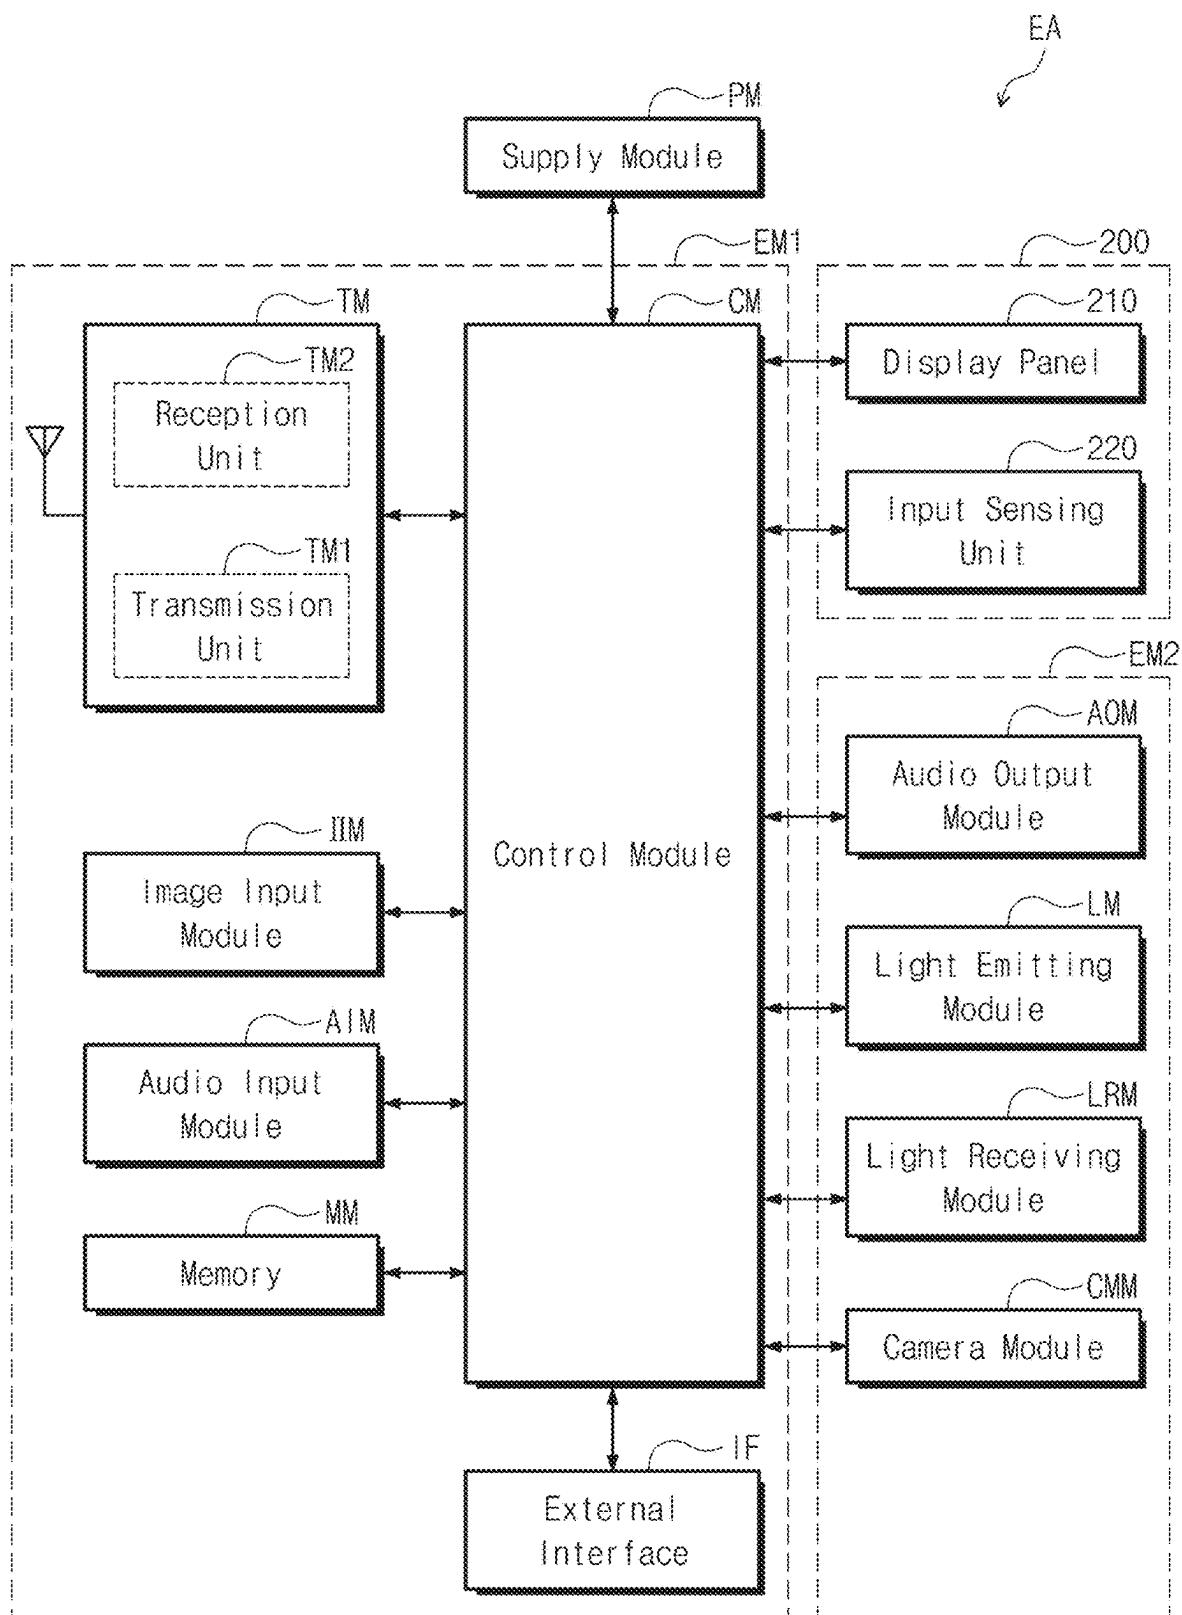 EA
PM
Supply Module
EM1
200
TM
CM
210
TM2
Display Panel
Reception
Unit
220
Input Sensing
Unit
TM1
Transmission
Unit
EM2
AOM
Audio Output
Module
IIM
Control Module
Image Input
Module
LM
Light Emitting
Module
AIM
Audio Input
Module
LRM
Light Receiving
Module
MM
Memory
CMM
Camera Module
IF
External
Interface